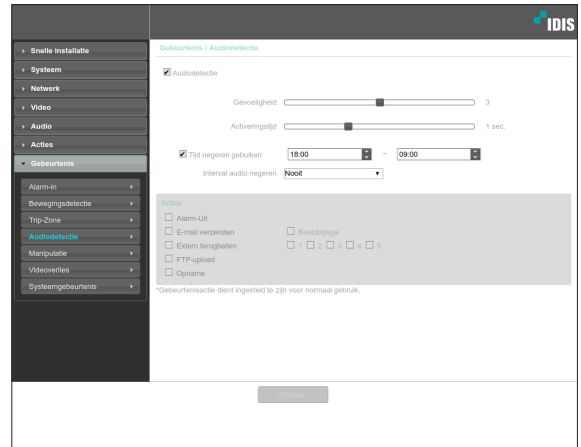 IDIS
Snelle Installatie
Systeem
Netwerk
Video
Audio
Acties
Gebeurtenis
Alarm-in
Bewegingsdetectie
Trip-Zone
Audiodetectie
Manipulatie
Videoverlies
Systeemgebeurtenis
Gebeurtenis / Audiodetectie
Audiodetectie
Gevoeligheid 3
Activeringstijd 1 sec.
Tijd negeren gebuiken 18:00 ~ 09:00
Interval audio negeren Nooit
Acties
Alarm-Uit
E-mail verzenden Beeldbijlage
Extern terugbellen 1 2 3 4 5
FTP-upload
Opname
*Gebeurtenisactie dient ingesteld te zijn voor normaal gebruik.